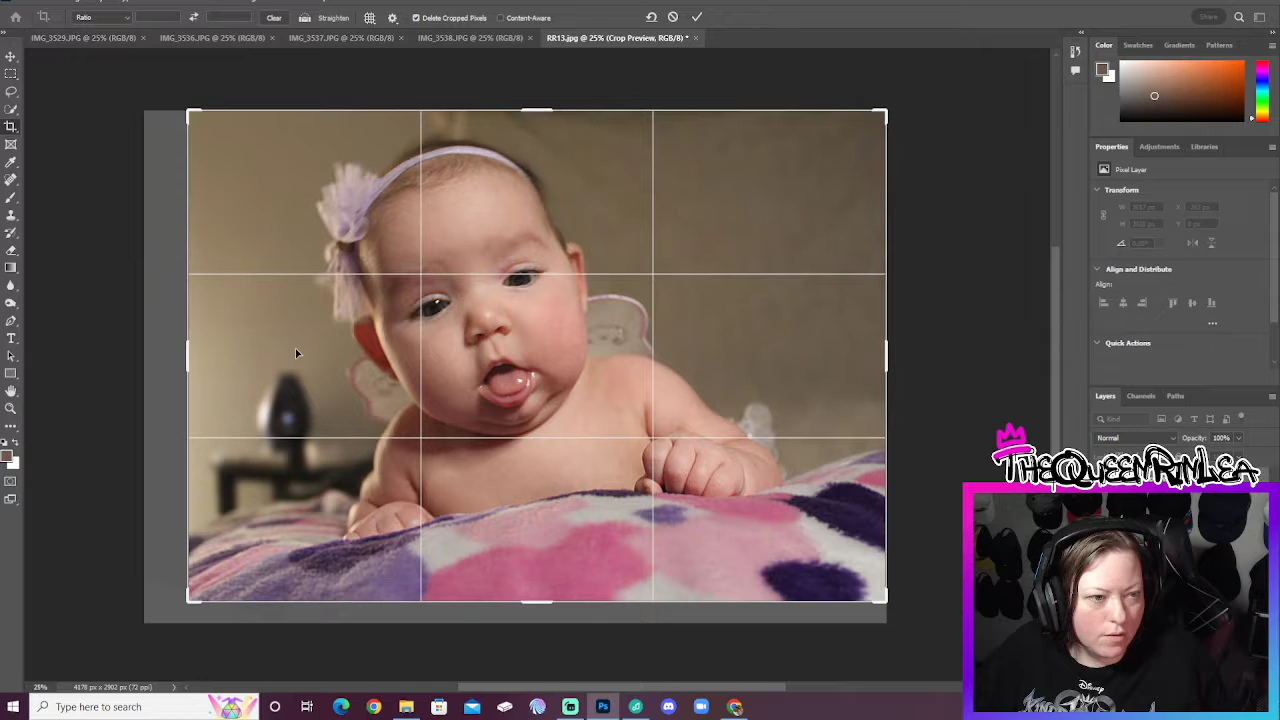 Ratio
Clear
Straighten
Delete Cropped Pixels
Content-Aware
Share
IMG_3529.JPG @ 25% (RGB/8) ×
IMG_3536.JPG @ 25% (RGB/8) ×
IMG_3537.JPG @ 25% (RGB/8) ×
IMG_3538.JPG @ 25% (RGB/8) ×
RR13.jpg @ 25% (Crop Preview, RGB/8) * ×
Color
Swatches
Gradients
Patterns
Properties
Adjustments
Libraries
Pixel Layer
Transform
W
X
H
Y
Align and Distribute
Align:
Quick Actions
Layers
Channels
Paths
Kind
Normal
Opacity: 100%
THEQUEENRIMLEA
Disney
25%
4178 px x 2902 px (72 ppi)
Type here to search